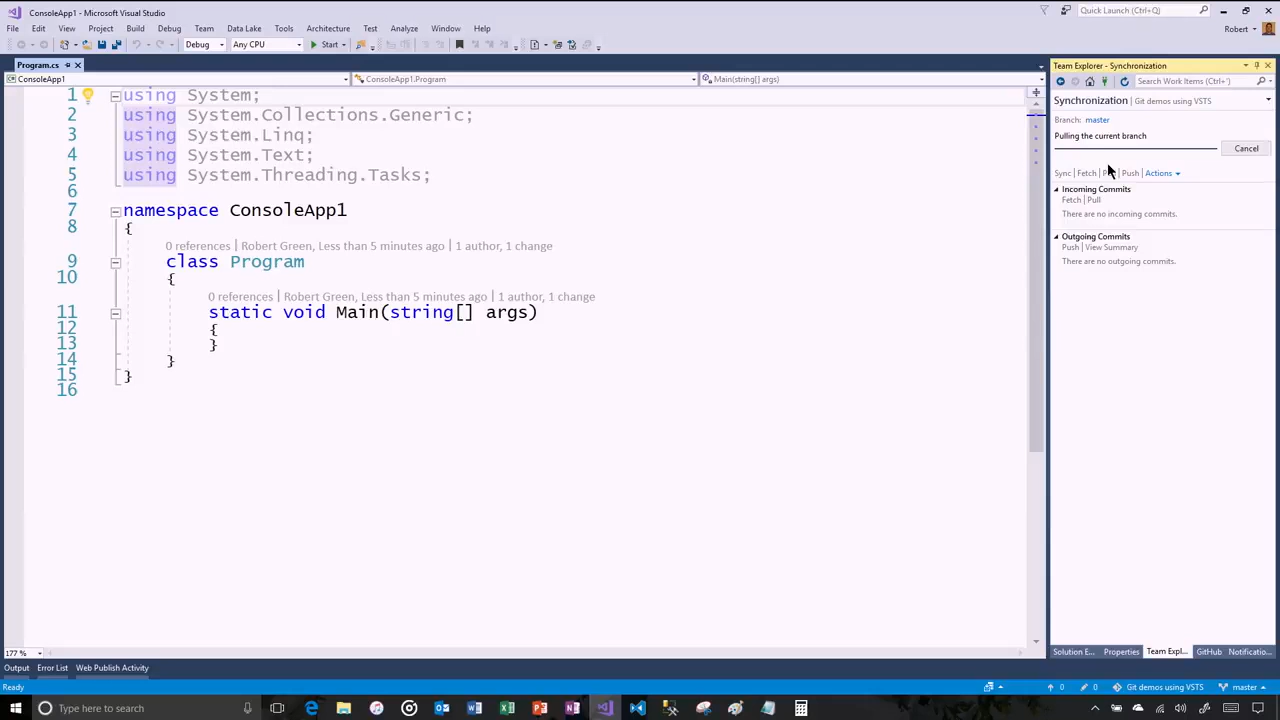 ConsoleApp1 - Microsoft Visual Studio
Quick Launch (Ctrl+Q)
File Edit View Project Build Debug Team Data Lake Tools Architecture Test Analyze Window Help
Robert Green
Debug Any CPU Start
Program.cs
ConsoleApp1 ConsoleApp1.Program Main(string[] args)
1 using System;
2 using System.Collections.Generic;
3 using System.Linq;
4 using System.Text;
5 using System.Threading.Tasks;
6
7 namespace ConsoleApp1
8 {
0 references | Robert Green, Less than 5 minutes ago | 1 author, 1 change
9 class Program
10 {
0 references | Robert Green, Less than 5 minutes ago | 1 author, 1 change
11 static void Main(string[] args)
12 {
13 }
14 }
15 }
16
177 %
Team Explorer - Synchronization
Search Work Items (Ctrl+')
Synchronization | Git demos using VSTS
Branch: master
Pulling the current branch
Cancel
Sync | Fetch | | Push | Actions
Incoming Commits
Fetch | Pull
There are no incoming commits.
Outgoing Commits
Push | View Summary
There are no outgoing commits.
Solution E... Properties Team Expl... GitHub Notificatio...
Output Error List Web Publish Activity
Ready 0 0 Git demos using VSTS master
Type here to search